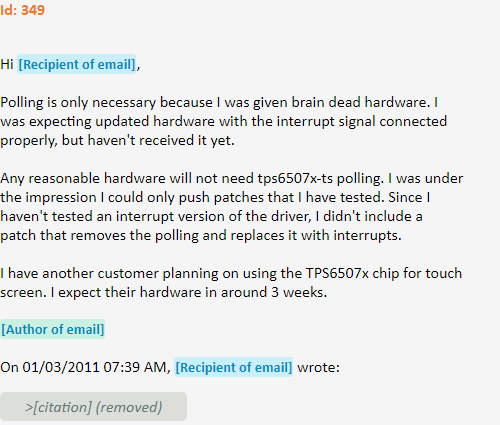 Id: 349
Hi [Recipient of email],
Polling is only necessary because I was given brain dead hardware. I
was expecting updated hardware with the interrupt signal connected
properly, but haven't received it yet.
Any reasonable hardware will not need tps6507x-ts polling. I was under
the impression I could only push patches that I have tested. Since I
haven't tested an interrupt version of the driver, I didn't include a
patch that removes the polling and replaces it with interrupts.
I have another customer planning on using the TPS6507x chip for touch
screen. I expect their hardware in around 3 weeks.
[Author of email]
On 01/03/2011 07:39 AM, [Recipient of email] wrote:
>[citation] (removed)